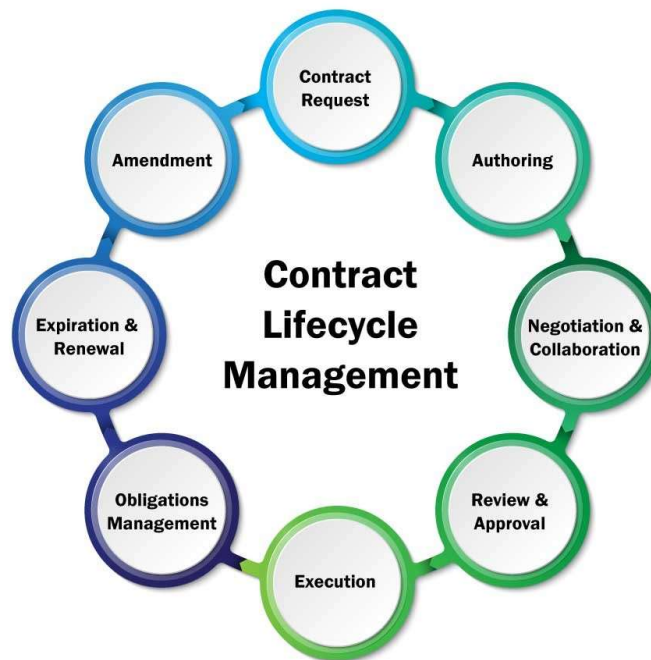 Contract
Request
Authoring
Negotiation &
Collaboration
Review &
Approval
Execution
Obligations
Management
Expiration &
Renewal
Amendment
Contract
Lifecycle
Management